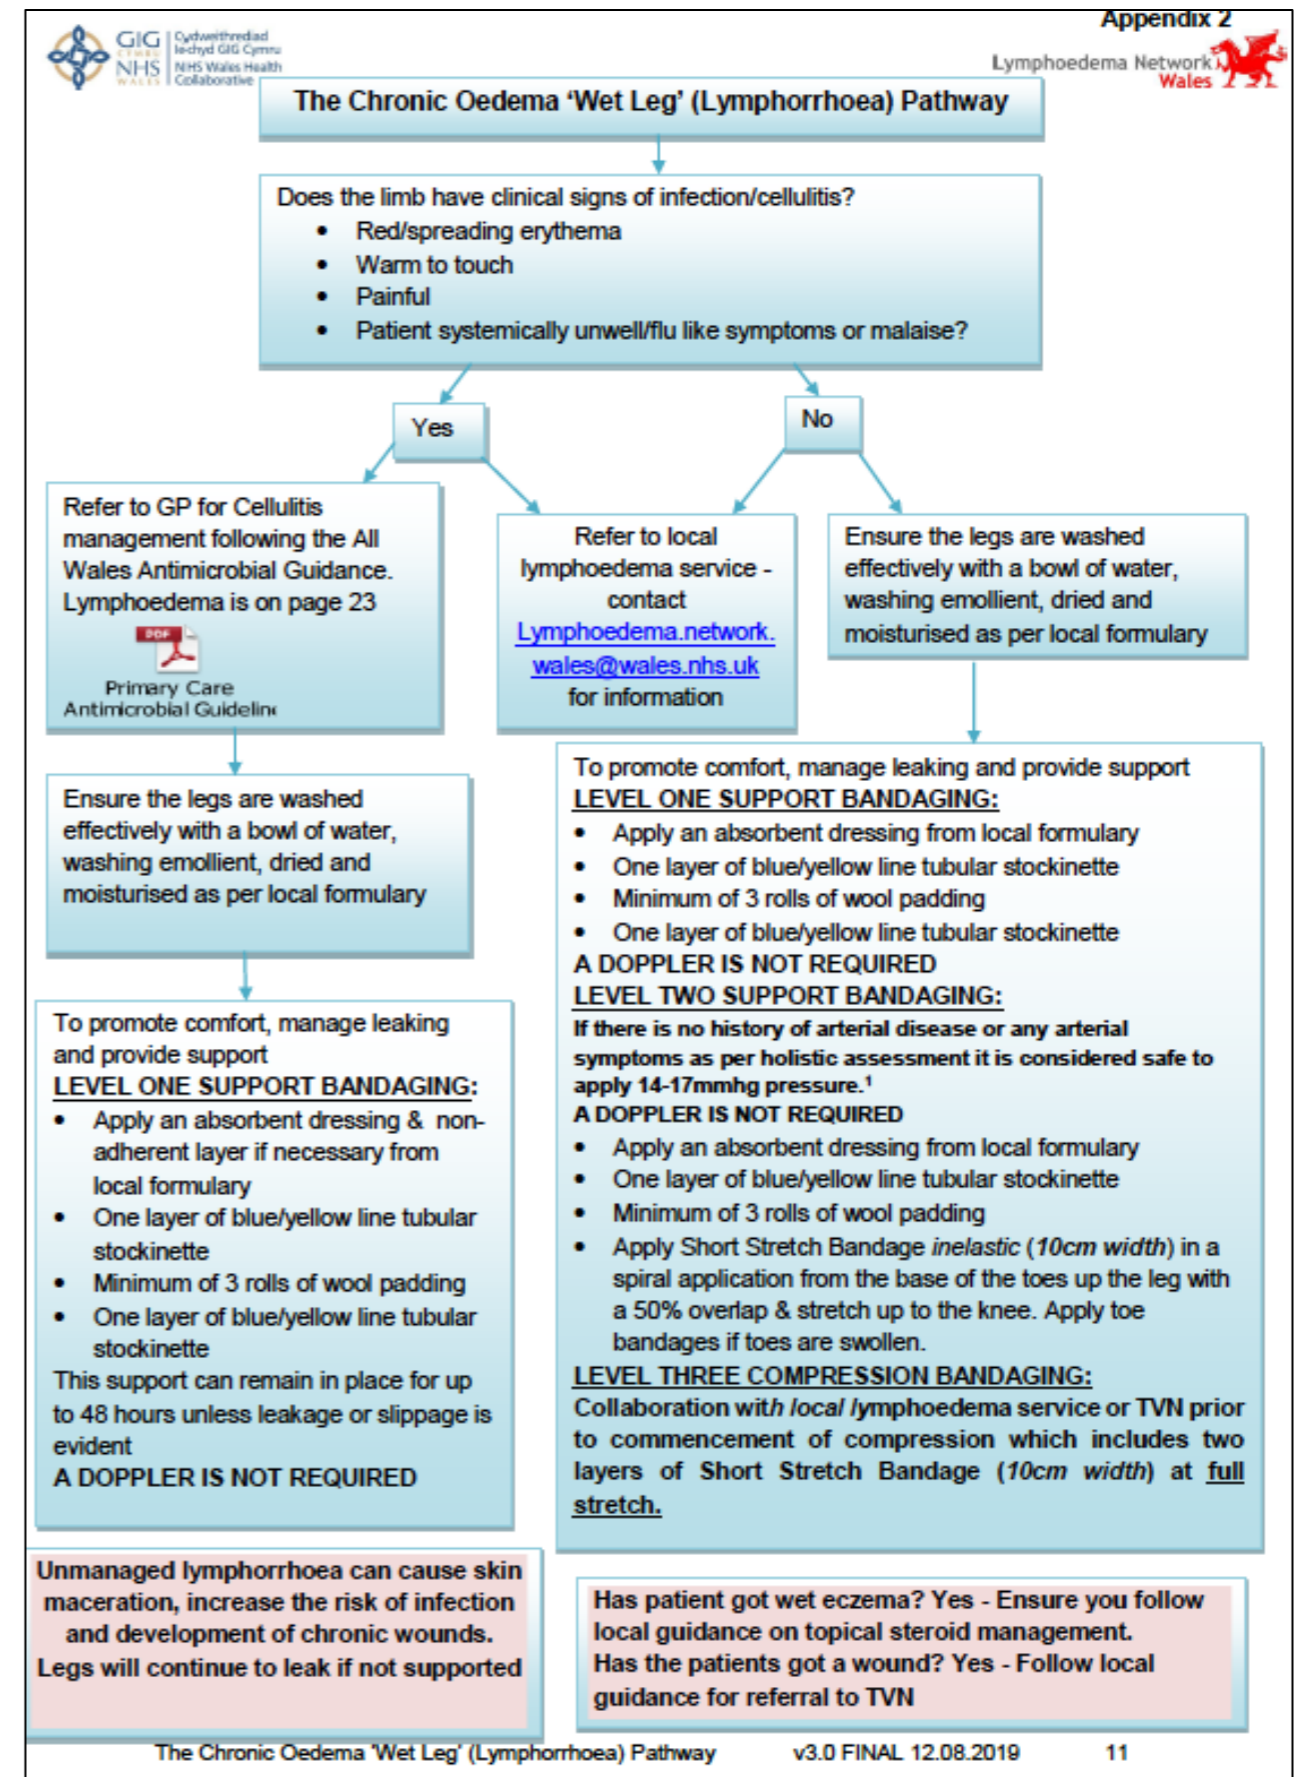 Appendix 2
GIG
CYMRU
NHS
WALES
Cydweithrediad
Iechyd GIG Cymru
NHS Wales Health
Collaborative
Lymphoedema Network
Wales
The Chronic Oedema ‘Wet Leg’ (Lymphorrhoea) Pathway
Does the limb have clinical signs of infection/cellulitis?
• Red/spreading erythema
• Warm to touch
• Painful
• Patient systemically unwell/flu like symptoms or malaise?
Yes
No
Refer to GP for Cellulitis
management following the All
Wales Antimicrobial Guidance.
Lymphoedema is on page 23
PDF
Primary Care
Antimicrobial Guideline
Refer to local
lymphoedema service -
contact
Lymphoedema.network.
wales@wales.nhs.uk
for information
Ensure the legs are washed
effectively with a bowl of water,
washing emollient, dried and
moisturised as per local formulary
Ensure the legs are washed
effectively with a bowl of water,
washing emollient, dried and
moisturised as per local formulary
To promote comfort, manage leaking
and provide support
LEVEL ONE SUPPORT BANDAGING:
• Apply an absorbent dressing & non-
adherent layer if necessary from
local formulary
• One layer of blue/yellow line tubular
stockinette
• Minimum of 3 rolls of wool padding
• One layer of blue/yellow line tubular
stockinette
This support can remain in place for up
to 48 hours unless leakage or slippage is
evident
A DOPPLER IS NOT REQUIRED
To promote comfort, manage leaking and provide support
LEVEL ONE SUPPORT BANDAGING:
• Apply an absorbent dressing from local formulary
• One layer of blue/yellow line tubular stockinette
• Minimum of 3 rolls of wool padding
• One layer of blue/yellow line tubular stockinette
A DOPPLER IS NOT REQUIRED
LEVEL TWO SUPPORT BANDAGING:
If there is no history of arterial disease or any arterial
symptoms as per holistic assessment it is considered safe to
apply 14-17mmhg pressure.¹
A DOPPLER IS NOT REQUIRED
• Apply an absorbent dressing from local formulary
• One layer of blue/yellow line tubular stockinette
• Minimum of 3 rolls of wool padding
• Apply Short Stretch Bandage inelastic (10cm width) in a
spiral application from the base of the toes up the leg with
a 50% overlap & stretch up to the knee. Apply toe
bandages if toes are swollen.
LEVEL THREE COMPRESSION BANDAGING:
Collaboration with local lymphoedema service or TVN prior
to commencement of compression which includes two
layers of Short Stretch Bandage (10cm width) at full
stretch.
Unmanaged lymphorrhoea can cause skin
maceration, increase the risk of infection
and development of chronic wounds.
Legs will continue to leak if not supported
Has patient got wet eczema? Yes - Ensure you follow
local guidance on topical steroid management.
Has the patients got a wound? Yes - Follow local
guidance for referral to TVN
The Chronic Oedema 'Wet Leg' (Lymphorrhoea) Pathway v3.0 FINAL 12.08.2019 11